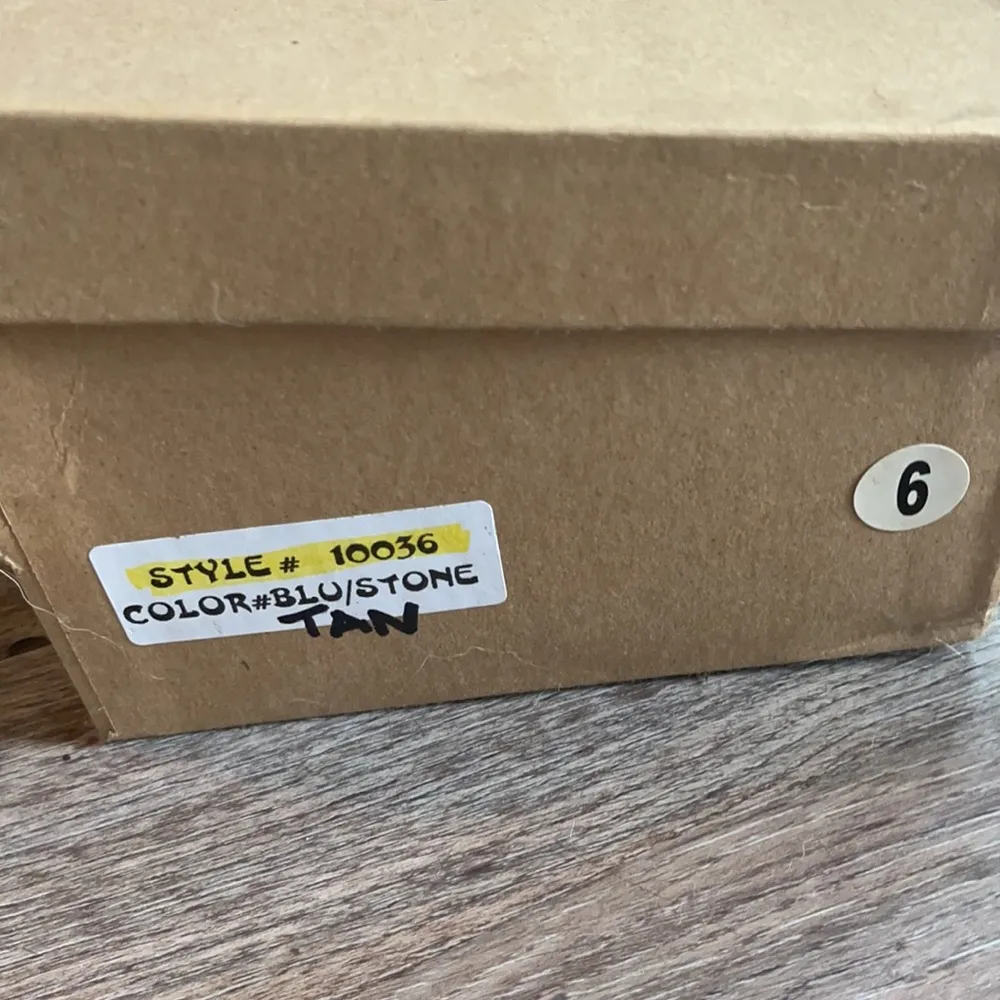 STYLE # 10036
COLOR#BLU/STONE
TAN
6